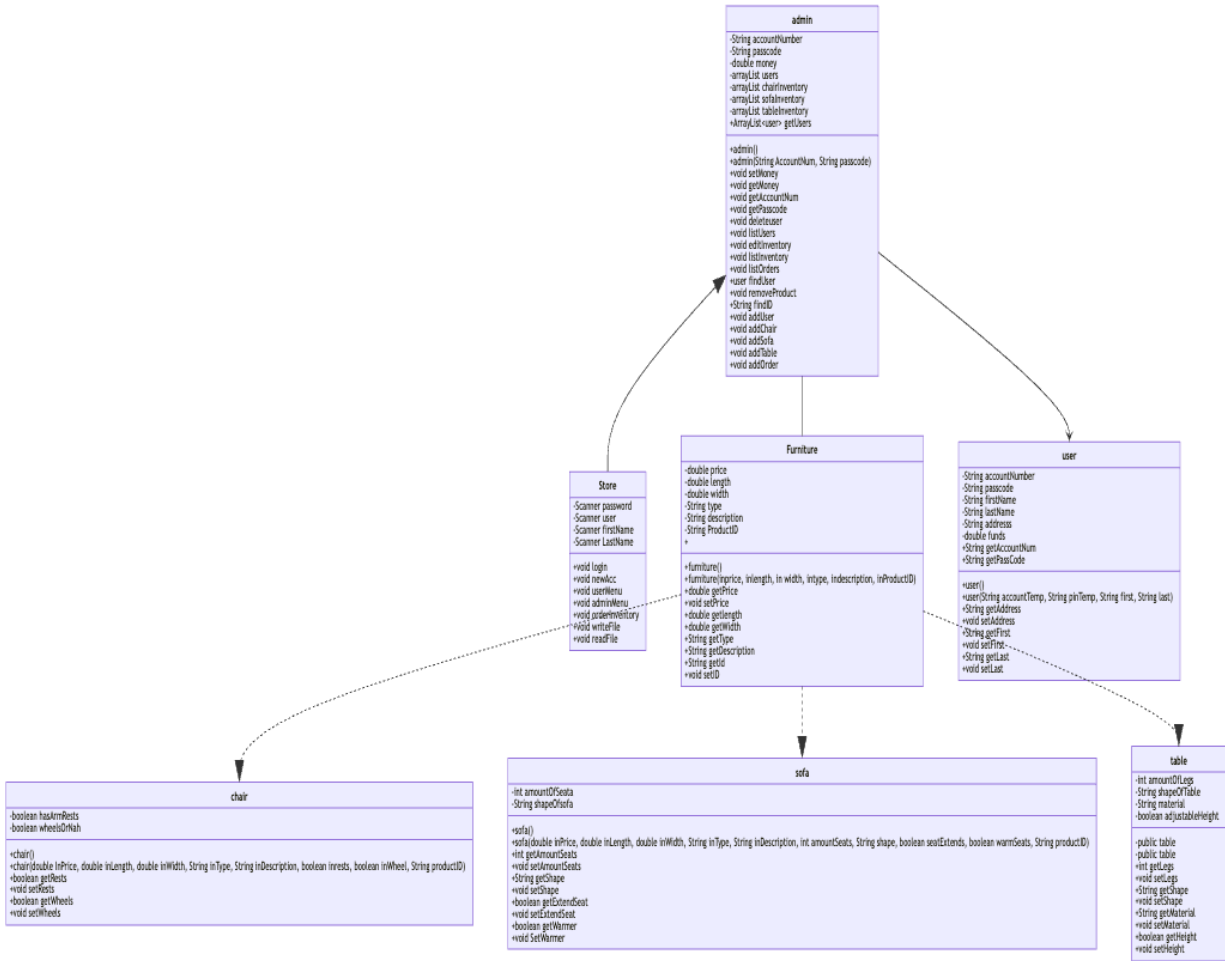 admin
-String accountNumber
-String passcode
-double money
-arrayList users
-arrayList chairInventory
-arrayList sofaInventory
-arrayList tableInventory
+ArrayList<user> getUsers
+admin()
+admin(String AccountNum, String passcode)
+void setMoney
+void getMoney
+void getAccountNum
+void getPasscode
+void deleteuser
+void listUsers
+void editInventory
+void listInventory
+void listOrders
+user findUser
+void removeProduct
+String findID
+void addUser
+void addChair
+void addSofa
+void addTable
+void addOrder
Store
-Scanner password
-Scanner user
-Scanner firstName
-Scanner LastName
+void login
+void newAcc
+void userMenu
+void adminMenu
+void orderInventory
+void writeFile
+void readFile
Furniture
-double price
-double length
-double width
-String type
-String description
-String ProductID
+
+furniture()
+furniture(inprice, inlength, in width, intype, indescription, inProductID)
+double getPrice
+void setPrice
+double getlength
+double getWidth
+String getType
+String getDescription
+String getId
+void setID
user
-String accountNumber
-String passcode
-String firstName
-String lastName
-String addresss
-double funds
+String getAccountNum
+String getPassCode
+user()
+user(String accountTemp, String pinTemp, String first, String last)
+String getAddress
+void setAddress
+String getFirst
+void setFirst
+String getLast
+void setLast
chair
-boolean hasArmRests
-boolean wheelsOrNah
+chair()
+chair(double InPrice, double inLength, double inWidth, String inType, String inDescription, boolean inrests, boolean inWheel, String productID)
+boolean getRests
+void setRests
+boolean getWheels
+void setWheels
sofa
-int amountOfSeata
-String shapeOfsofa
+sofa()
+sofa(double inPrice, double inLength, double inWidth, String inType, String inDescription, int amountSeats, String shape, boolean seatExtends, boolean warmSeats, String productID)
+int getAmountSeats
+void setAmountSeats
+String getShape
+void setShape
+boolean getExtendSeat
+void setExtendSeat
+boolean getWarmer
+void SetWarmer
table
-int amountOfLegs
-String shapeOfTable
-String material
-boolean adjustableHeight
-public table
-public table
+int getLegs
+void setLegs
+String getShape
+void setShape
+String getMaterial
+void setMaterial
+boolean getHeight
+void setHeight